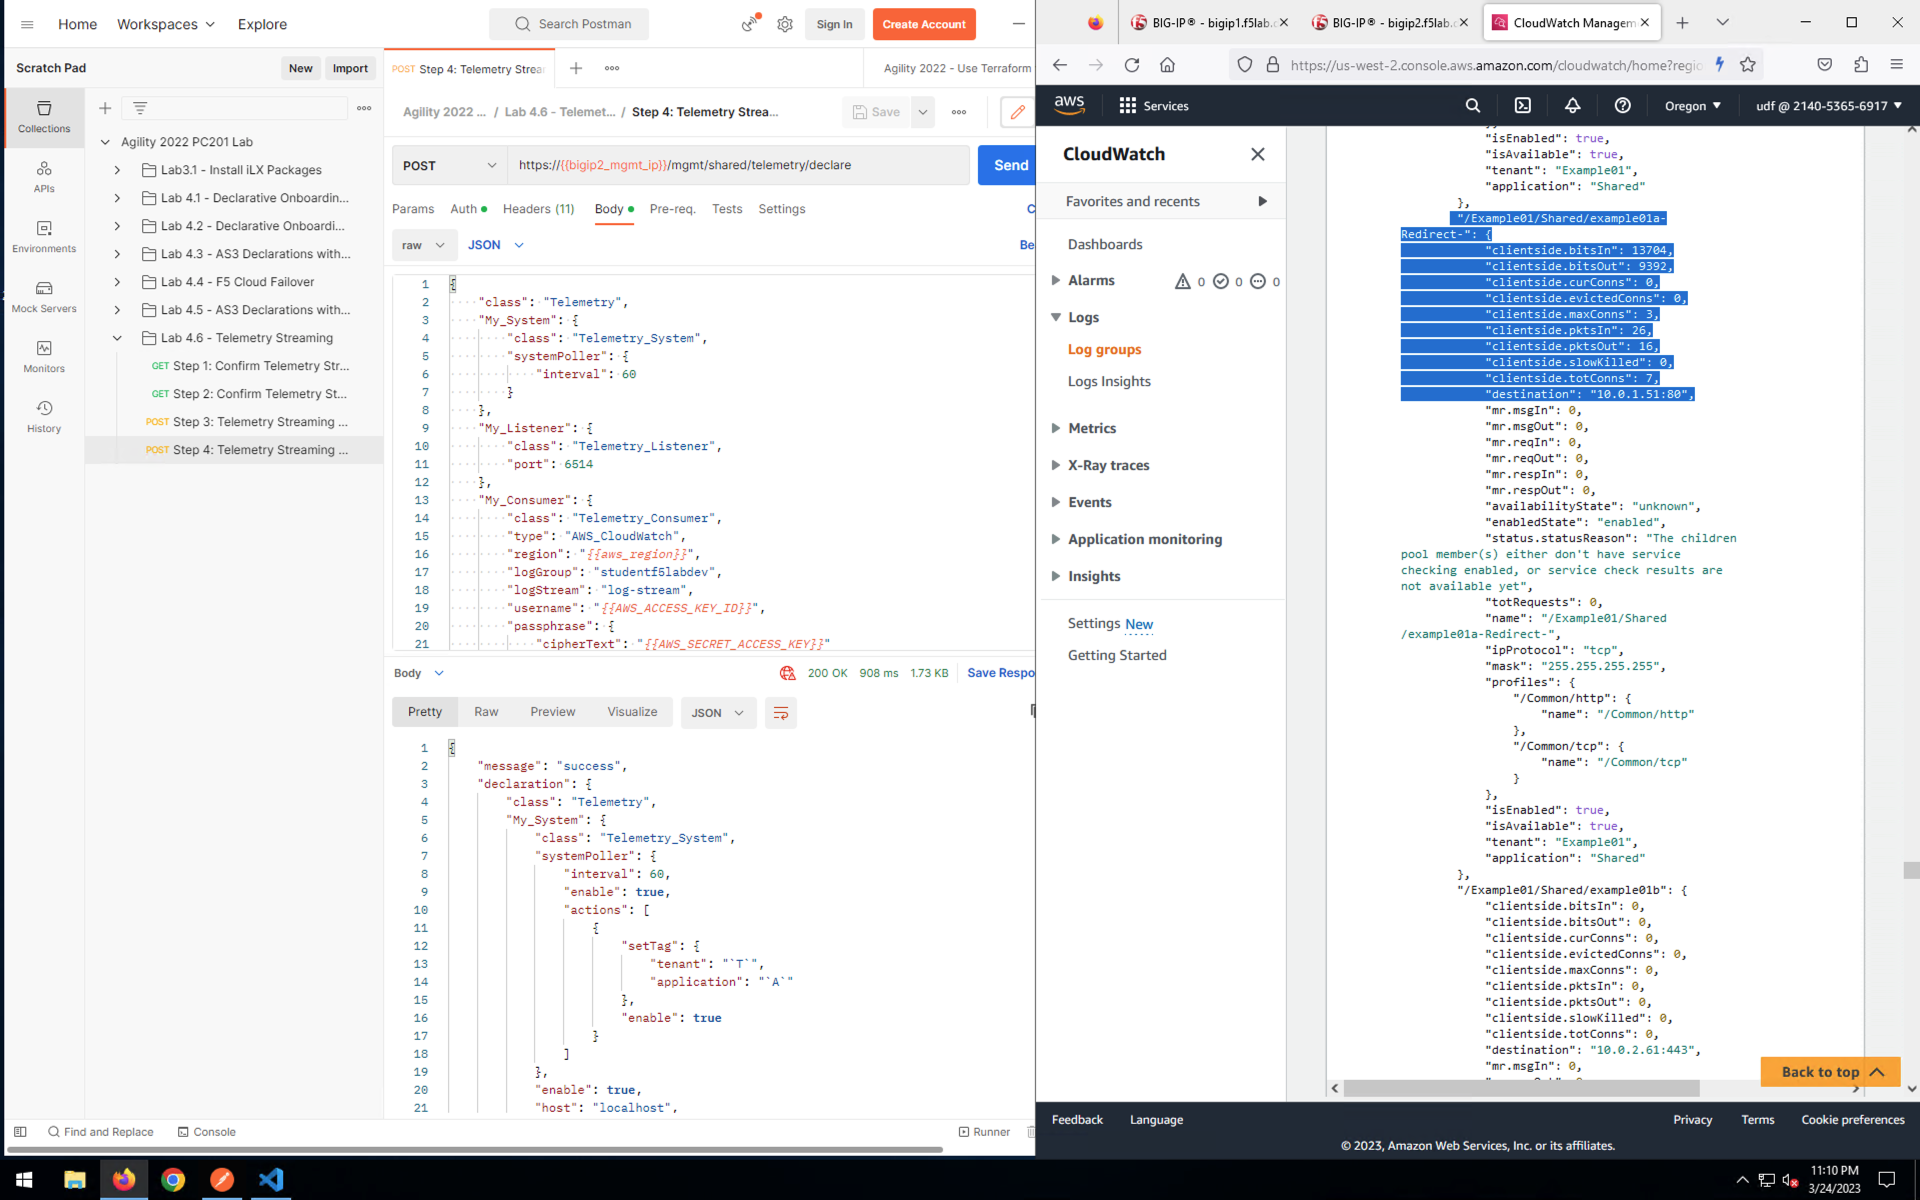 Home
Workspaces
Explore
Search Postman
Sign In
Create Account
Scratch Pad
New
Import
POST Step 4: Telemetry Strea
Agility 2022 - Use Terraform
Collections
APIs
Environments
Mock Servers
Monitors
History
Agility 2022 PC201 Lab
Lab3.1 - Install iLX Packages
Lab 4.1 - Declarative Onboardin...
Lab 4.2 - Declarative Onboardi...
Lab 4.3 - AS3 Declarations with...
Lab 4.4 - F5 Cloud Failover
Lab 4.5 - AS3 Declarations with...
Lab 4.6 - Telemetry Streaming
GET Step 1: Confirm Telemetry Str...
GET Step 2: Confirm Telemetry St...
POST Step 3: Telemetry Streaming ...
POST Step 4: Telemetry Streaming ...
Agility 2022 ... / Lab 4.6 - Telemet... / Step 4: Telemetry Strea...
Save
POST
https://{{bigip2_mgmt_ip}}/mgmt/shared/telemetry/declare
Send
Params
Auth
Headers (11)
Body
Pre-req.
Tests
Settings
C
raw
JSON
Be
1 {
2 "class": "Telemetry",
3 "My_System": {
4 "class": "Telemetry_System",
5 "systemPoller": {
6 "interval": 60
7 }
8 },
9 "My_Listener": {
10 "class": "Telemetry_Listener",
11 "port": 6514
12 },
13 "My_Consumer": {
14 "class": "Telemetry_Consumer",
15 "type": "AWS_CloudWatch",
16 "region": "{{aws_region}}",
17 "logGroup": "studentf5labdev",
18 "logStream": "log-stream",
19 "username": "{{AWS_ACCESS_KEY_ID}}",
20 "passphrase": {
21 "cipherText": "{{AWS_SECRET_ACCESS_KEY}}"
Body
200 OK
908 ms
1.73 KB
Save Respo
Pretty
Raw
Preview
Visualize
JSON
1 {
2 "message": "success",
3 "declaration": {
4 "class": "Telemetry",
5 "My_System": {
6 "class": "Telemetry_System",
7 "systemPoller": {
8 "interval": 60,
9 "enable": true,
10 "actions": [
11 {
12 "setTag": {
13 "tenant": "`T`",
14 "application": "`A`"
15 },
16 "enable": true
17 }
18 ]
19 },
20 "enable": true,
21 "host": "localhost",
Find and Replace
Console
Runner
BIG-IP® - bigip1.f5lab.c
BIG-IP® - bigip2.f5lab.c
CloudWatch Managem
https://us-west-2.console.aws.amazon.com/cloudwatch/home?regio
aws
Services
Oregon
udf @ 2140-5365-6917
CloudWatch
Favorites and recents
Dashboards
Alarms
0
0
0
Logs
Log groups
Logs Insights
Metrics
X-Ray traces
Events
Application monitoring
Insights
Settings New
Getting Started
"isEnabled": true,
"isAvailable": true,
"tenant": "Example01",
"application": "Shared"
},
"/Example01/Shared/example01a-
Redirect-": {
"clientside.bitsIn": 13704,
"clientside.bitsOut": 9392,
"clientside.curConns": 0,
"clientside.evictedConns": 0,
"clientside.maxConns": 3,
"clientside.pktsIn": 26,
"clientside.pktsOut": 16,
"clientside.slowKilled": 0,
"clientside.totConns": 7,
"destination": "10.0.1.51:80",
"mr.msgIn": 0,
"mr.msgOut": 0,
"mr.reqIn": 0,
"mr.reqOut": 0,
"mr.respIn": 0,
"mr.respOut": 0,
"availabilityState": "unknown",
"enabledState": "enabled",
"status.statusReason": "The children
pool member(s) either don't have service
checking enabled, or service check results are
not available yet",
"totRequests": 0,
"name": "/Example01/Shared
/example01a-Redirect-",
"ipProtocol": "tcp",
"mask": "255.255.255.255",
"profiles": {
"/Common/http": {
"name": "/Common/http"
},
"/Common/tcp": {
"name": "/Common/tcp"
}
},
"isEnabled": true,
"isAvailable": true,
"tenant": "Example01",
"application": "Shared"
},
"/Example01/Shared/example01b": {
"clientside.bitsIn": 0,
"clientside.bitsOut": 0,
"clientside.curConns": 0,
"clientside.evictedConns": 0,
"clientside.maxConns": 0,
"clientside.pktsIn": 0,
"clientside.pktsOut": 0,
"clientside.slowKilled": 0,
"clientside.totConns": 0,
"destination": "10.0.2.61:443",
"mr.msgIn": 0,
Back to top
Feedback
Language
Privacy
Terms
Cookie preferences
© 2023, Amazon Web Services, Inc. or its affiliates.
11:10 PM
3/24/2023